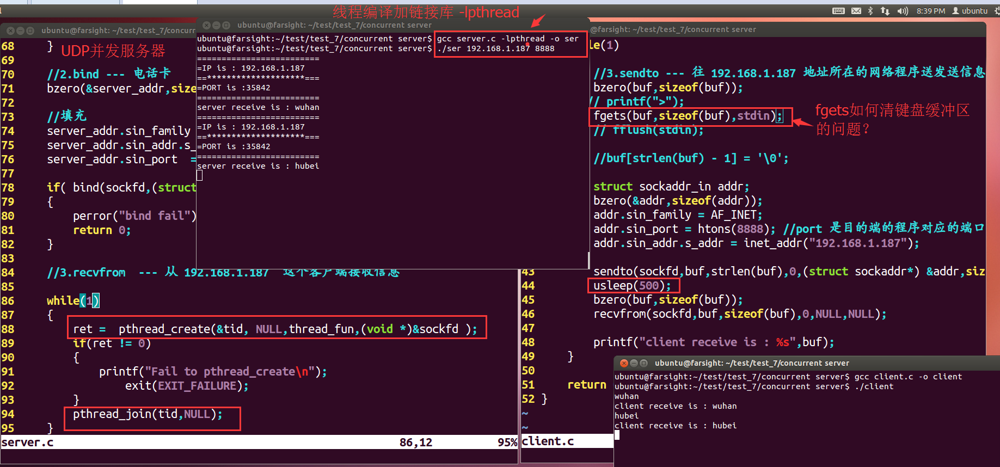 线程编译加链接库 -lpthread
8:39 PM ubuntu
ubuntu@farsight: ~/test/test_7/concurr
68 }
UDP并发服务器
69
70 //2.bind --- 电话卡
71 bzero(&server_addr,size
72
73 //填充
74 server_addr.sin_family
75 server_addr.sin_addr.s_
76 server_addr.sin_port =
77
78 if( bind(sockfd,(struct
79 {
80 perror("bind fail")
81 return 0;
82 }
83
84 //3.recvfrom --- 从 192.168.1.187 这个客户端接收信息
85
86 while(1)
87 {
88 ret = pthread_create(&tid, NULL,thread_fun,(void *)&sockfd );
89 if(ret != 0)
90 {
91 printf("Fail to pthread_create\n");
92 exit(EXIT_FAILURE);
93 }
94 pthread_join(tid,NULL);
95 }
server.c 86,12 95%
ubuntu@farsight: ~/test/test_7/concurrent server
ubuntu@farsight:~/test/test_7/concurrent server$ gcc server.c -lpthread -o ser
ubuntu@farsight:~/test/test_7/concurrent server$ ./ser 192.168.1.187 8888
=========================
=IP is : 192.168.1.187
==********************===
=PORT is :35842
=========================
server receive is : wuhan
=========================
=IP is : 192.168.1.187
==********************===
=PORT is :35842
=========================
server receive is : hubei
@farsight: ~/test/test_7/concurrent server
le(1)
//3.sendto --- 往 192.168.1.187 地址所在的网络程序送发送信息
bzero(buf,sizeof(buf));
// printf(">");
fgets(buf,sizeof(buf),stdin);
fgets如何清键盘缓冲区
的问题?
// fflush(stdin);
//buf[strlen(buf) - 1] = '\0';
struct sockaddr_in addr;
bzero(&addr,sizeof(addr));
addr.sin_family = AF_INET;
addr.sin_port = htons(8888); //port 是目的端的程序对应的端口
addr.sin_addr.s_addr = inet_addr("192.168.1.187");
43 sendto(sockfd,buf,strlen(buf),0,(struct sockaddr*) &addr,siz
44 usleep(500);
45 bzero(buf,sizeof(buf));
46 recvfrom(sockfd,buf,sizeof(buf),0,NULL,NULL);
47
48 printf("client receive is : %s",buf);
49 }
50
51 return
52 }
~
~
client.c
ubuntu@farsight: ~/test/test_7/concurrent server
ubuntu@farsight:~/test/test_7/concurrent server$ gcc client.c -o client
ubuntu@farsight:~/test/test_7/concurrent server$ ./client
wuhan
client receive is : wuhan
hubei
client receive is : hubei